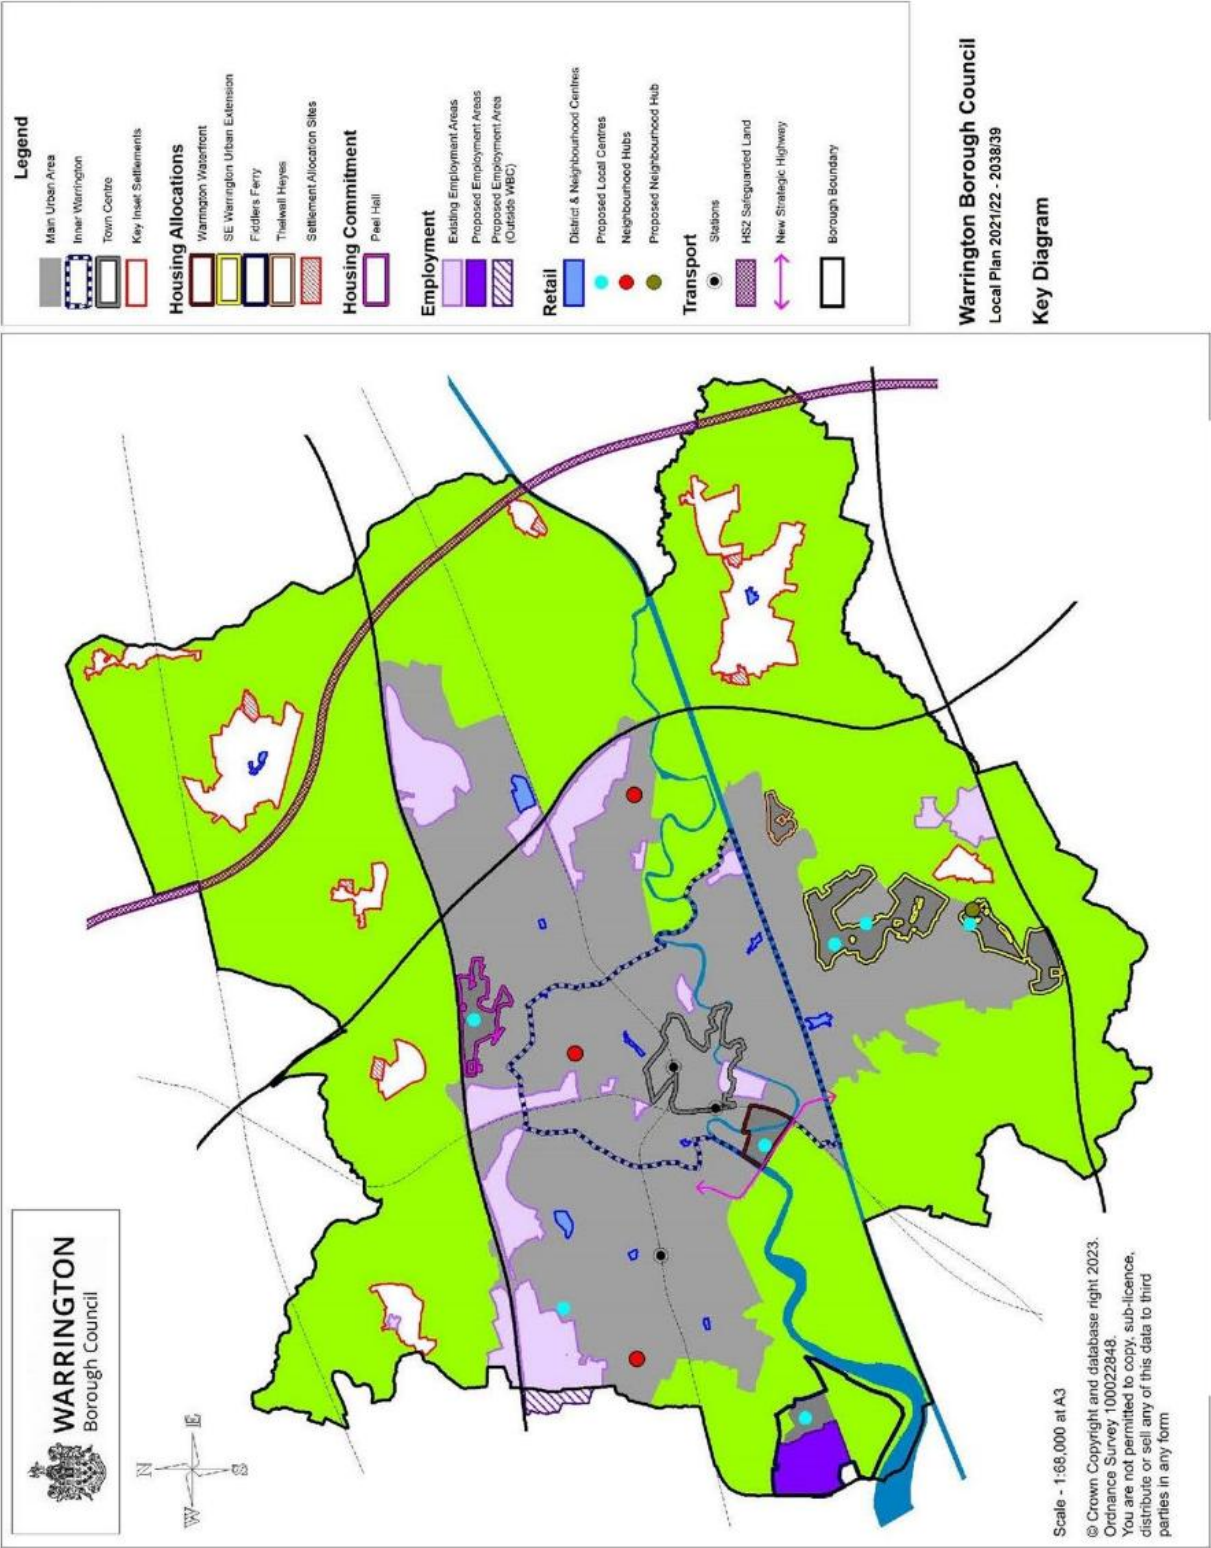 WARRINGTON
Borough Council
N
W
E
S
Scale - 1:68,000 at A3
© Crown Copyright and database right 2023.
Ordnance Survey 100022848.
You are not permitted to copy, sub-licence,
distribute or sell any of this data to third
parties in any form
Legend
Main Urban Area
Inner Warrington
Town Centre
Key Inset Settlements
Housing Allocations
Warrington Waterfront
SE Warrington Urban Extension
Fiddlers Ferry
Thelwall Heyes
Settlement Allocation Sites
Housing Commitment
Peel Hall
Employment
Existing Employment Areas
Proposed Employment Areas
Proposed Employment Area
(Outside WBC)
Retail
District & Neighbourhood Centres
Proposed Local Centres
Neighbourhood Hubs
Proposed Neighbourhood Hub
Transport
Stations
HS2 Safeguarded Land
New Strategic Highway
Borough Boundary
Warrington Borough Council
Local Plan 2021/22 - 2038/39
Key Diagram